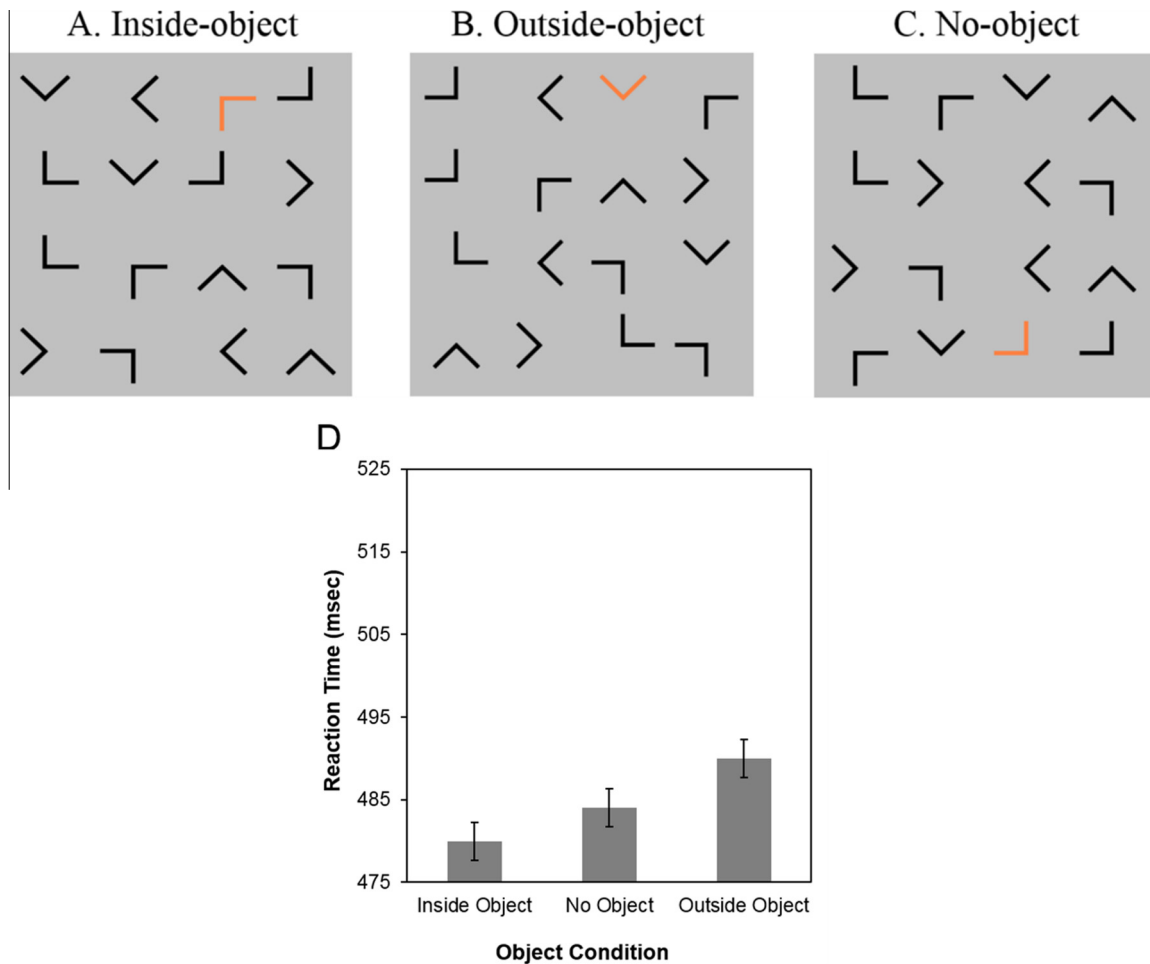 A. Inside-object
B. Outside-object
C. No-object
D
525
515
505
495
485
475
Reaction Time (msec)
Inside Object
No Object
Outside Object
Object Condition